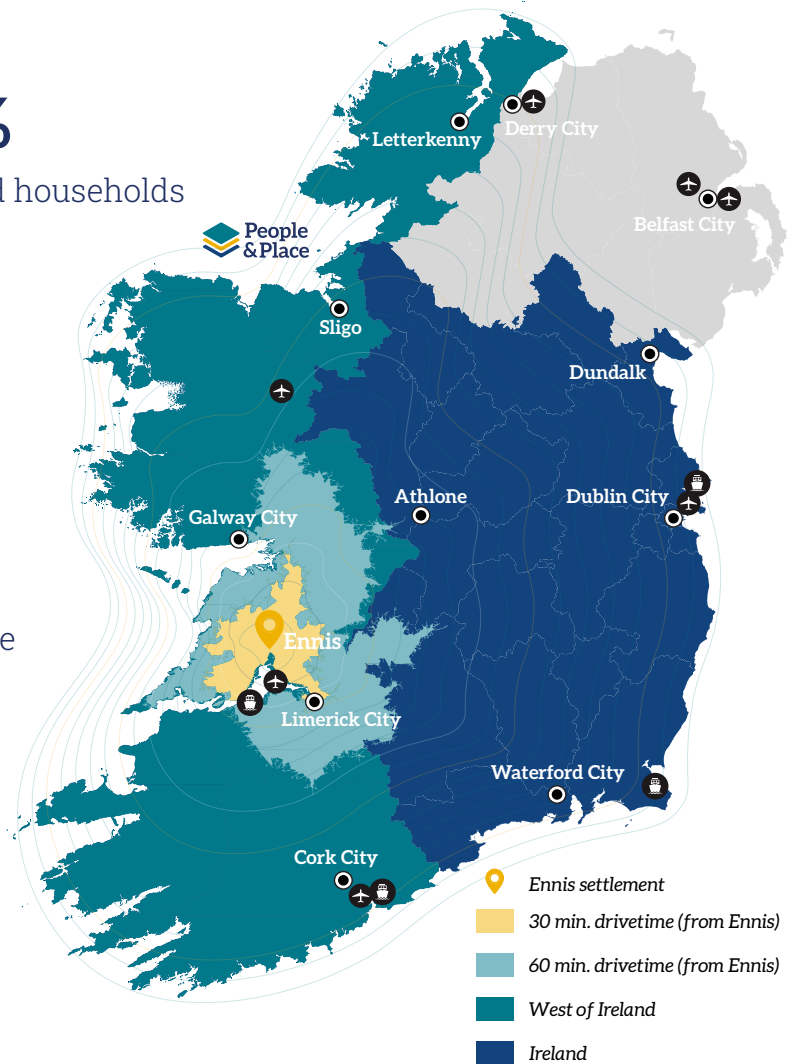 %
d households
Letterkenny
Derry City
Belfast City
People
&Place
Sligo
Dundalk
Athlone
Dublin City
Galway City
e
Ennis
Limerick City
Waterford City
Cork City
Ennis settlement
30 min. drivetime (from Ennis)
60 min. drivetime (from Ennis)
West of Ireland
Ireland